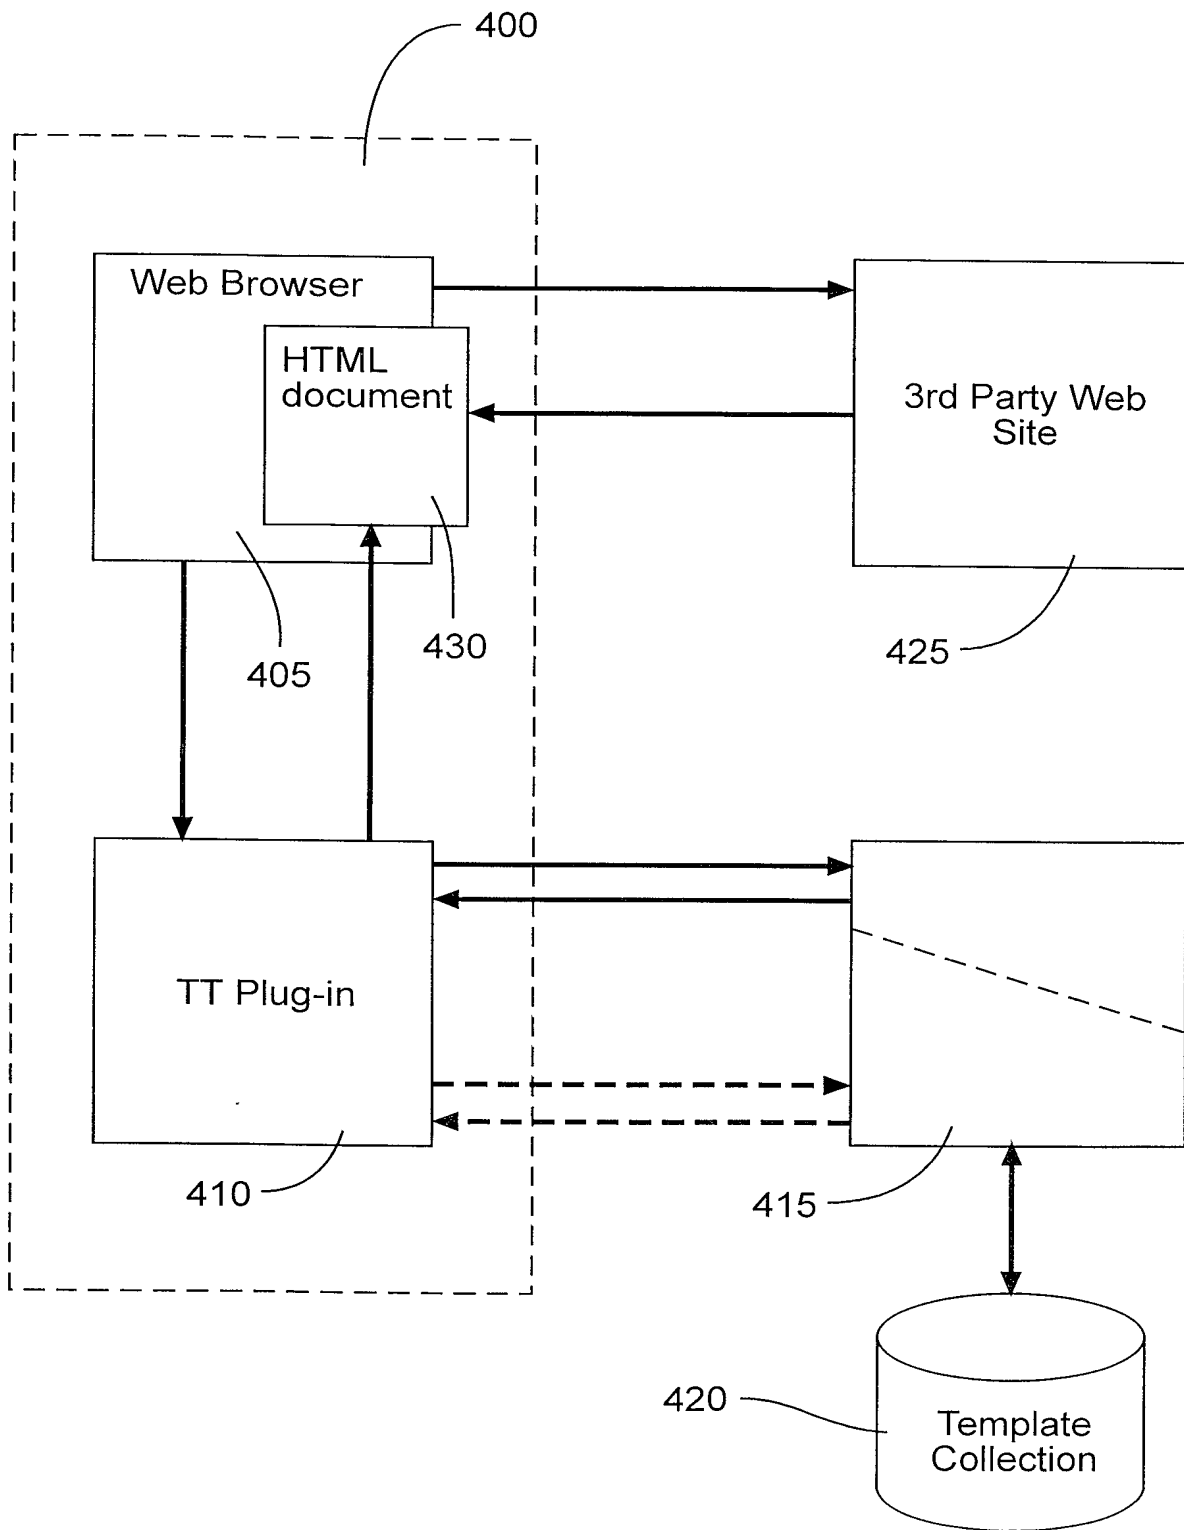 400
Web Browser
HTML
document
3rd Party Web
Site
430
405
425
TT Plug-in
410
415
420
Template
Collection